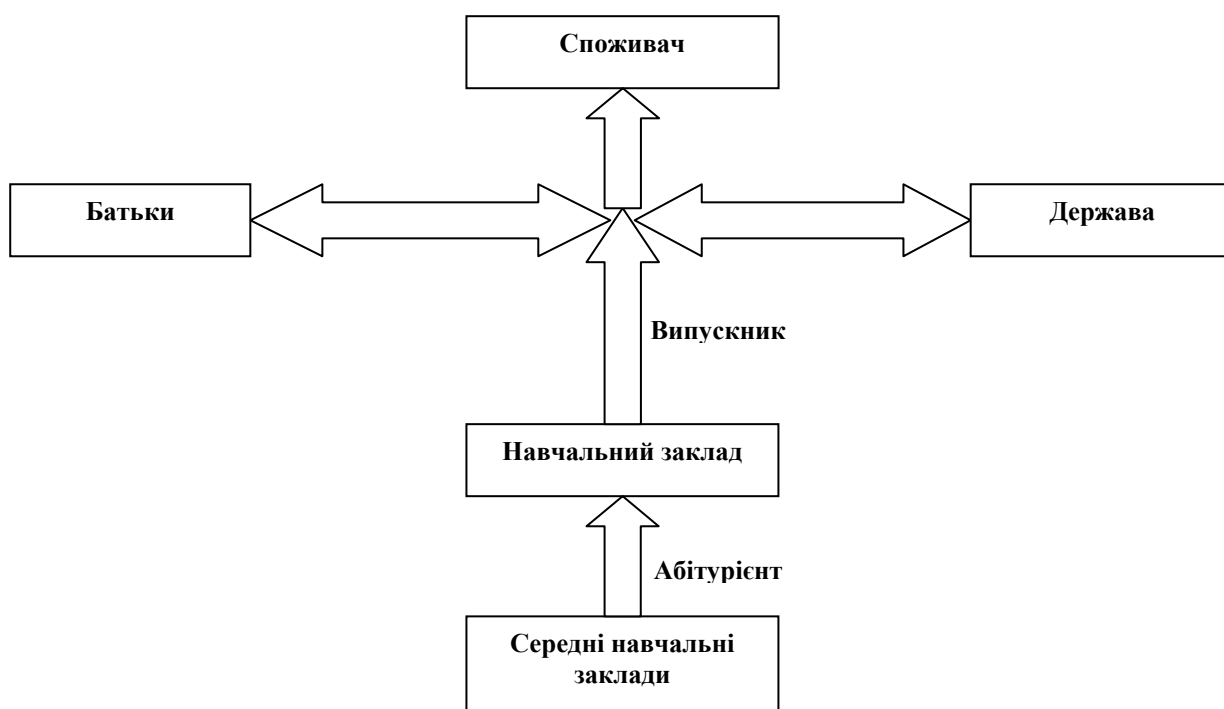 Споживач
Батьки
Держава
Випускник
Навчальний заклад
Абітурієнт
Середні навчальні
заклади